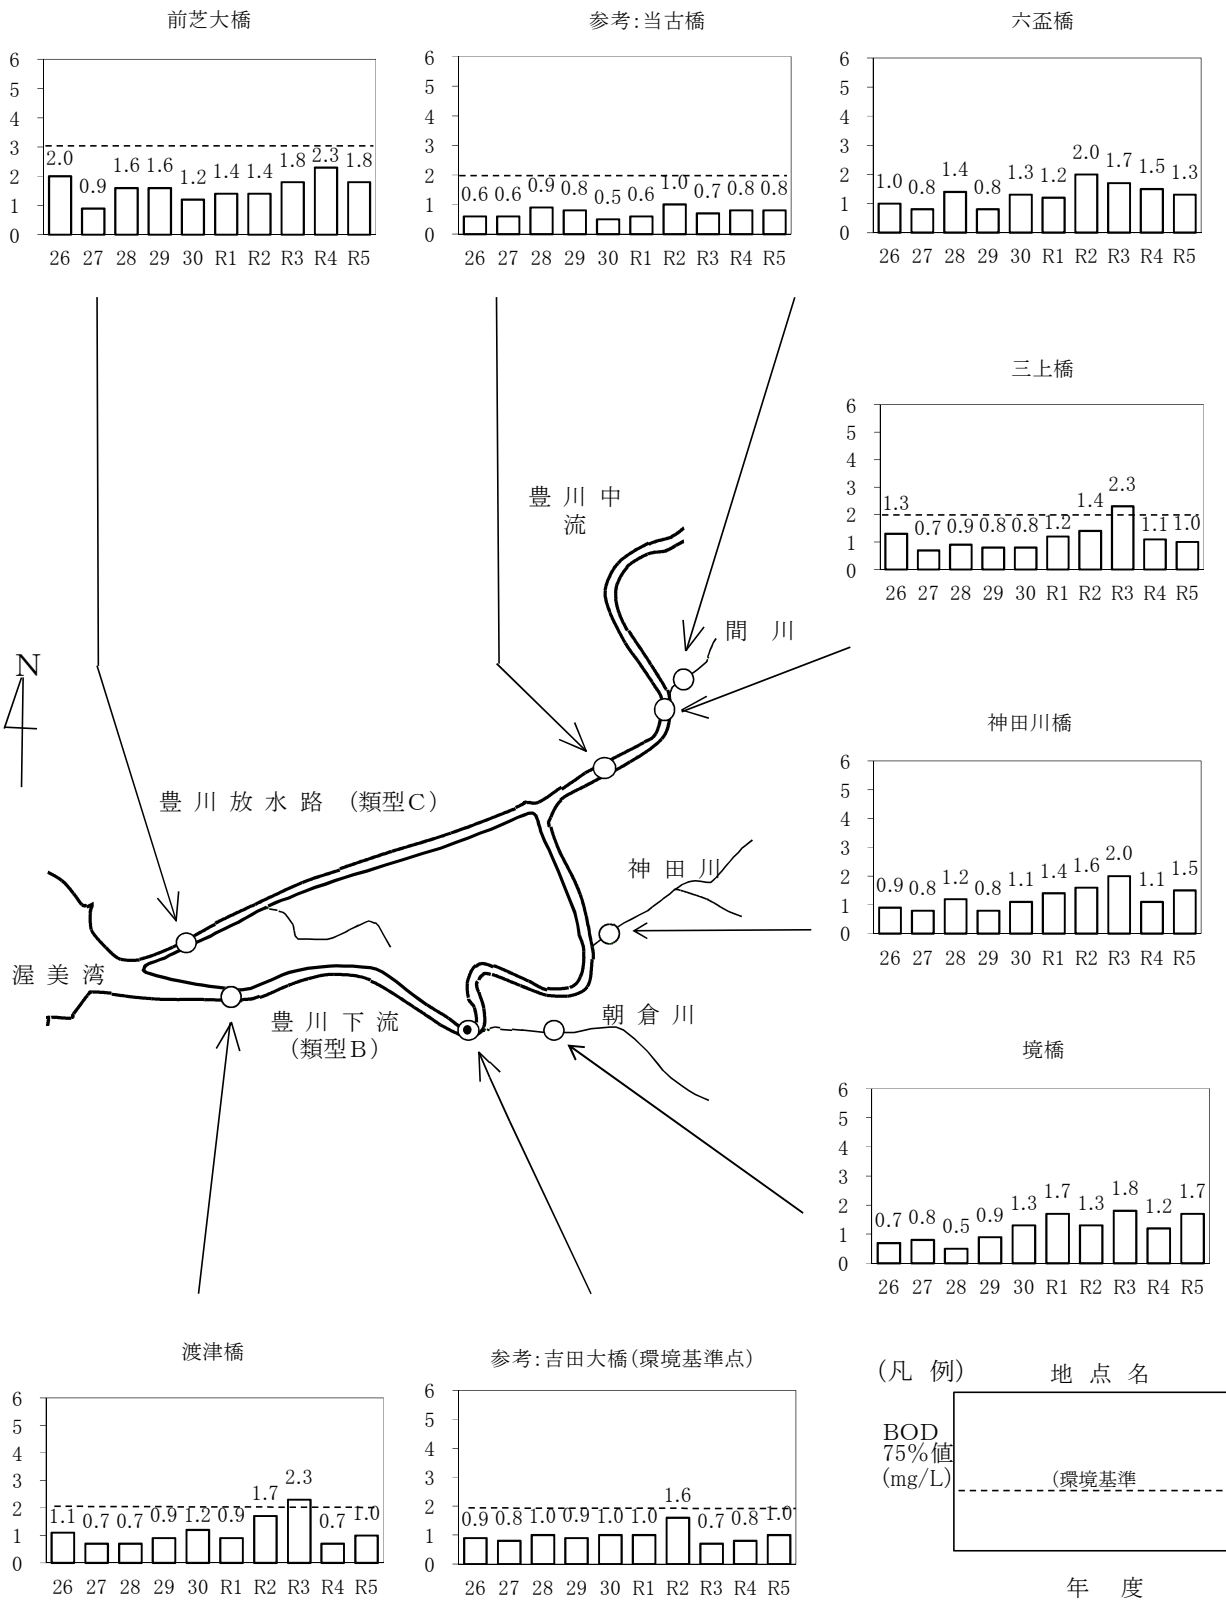 前芝大橋
6
5
4
3
2
1
0
2.0 0.9 1.6 1.6 1.2 1.4 1.4 1.8 2.3 1.8
26 27 28 29 30 R1 R2 R3 R4 R5
参考:当古橋
6
5
4
3
2
1
0
0.6 0.6 0.9 0.8 0.5 0.6 1.0 0.7 0.8 0.8
26 27 28 29 30 R1 R2 R3 R4 R5
六盃橋
6
5
4
3
2
1
0
1.0 0.8 1.4 0.8 1.3 1.2 2.0 1.7 1.5 1.3
26 27 28 29 30 R1 R2 R3 R4 R5
三上橋
6
5
4
3
2
1
0
1.3 0.7 0.9 0.8 0.8 1.2 1.4 2.3 1.1 1.0
26 27 28 29 30 R1 R2 R3 R4 R5
豊川中
流
間川
N
豊川放水路 (類型C)
神田川
渥美湾
豊川下流
(類型B)
朝倉川
神田川橋
6
5
4
3
2
1
0
0.9 0.8 1.2 0.8 1.1 1.4 1.6 2.0 1.1 1.5
26 27 28 29 30 R1 R2 R3 R4 R5
境橋
6
5
4
3
2
1
0
0.7 0.8 0.5 0.9 1.3 1.7 1.3 1.8 1.2 1.7
26 27 28 29 30 R1 R2 R3 R4 R5
渡津橋
6
5
4
3
2
1
0
1.1 0.7 0.7 0.9 1.2 0.9 1.7 2.3 0.7 1.0
26 27 28 29 30 R1 R2 R3 R4 R5
参考:吉田大橋(環境基準点)
6
5
4
3
2
1
0
0.9 0.8 1.0 0.9 1.0 1.0 1.6 0.7 0.8 1.0
26 27 28 29 30 R1 R2 R3 R4 R5
(凡例)
地点名
BOD
75%値
(mg/L)
(環境基準
年度